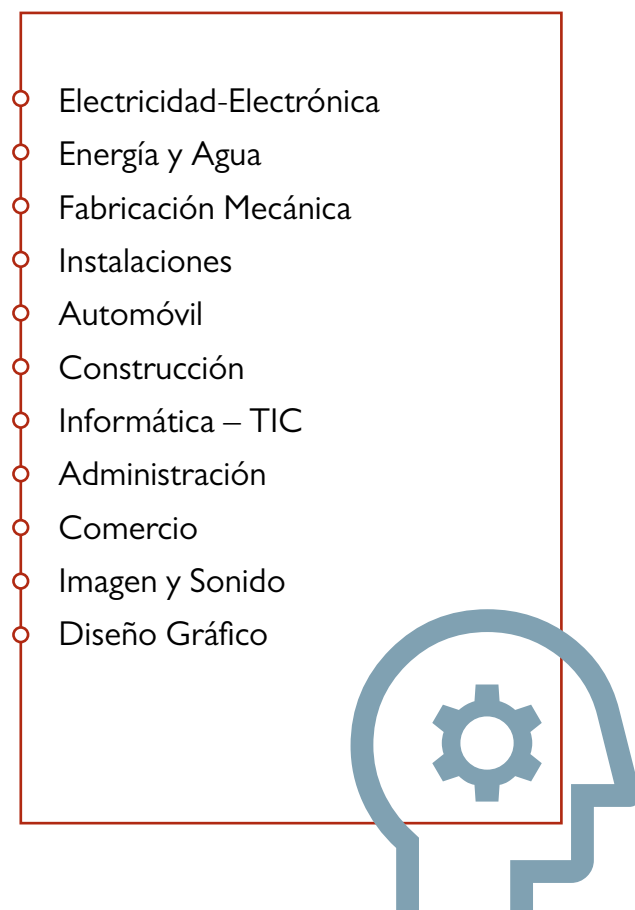 Electricidad-Electrónica
Energía y Agua
Fabricación Mecánica
Instalaciones
Automóvil
Construcción
Informática – TIC
Administración
Comercio
Imagen y Sonido
Diseño Gráfico